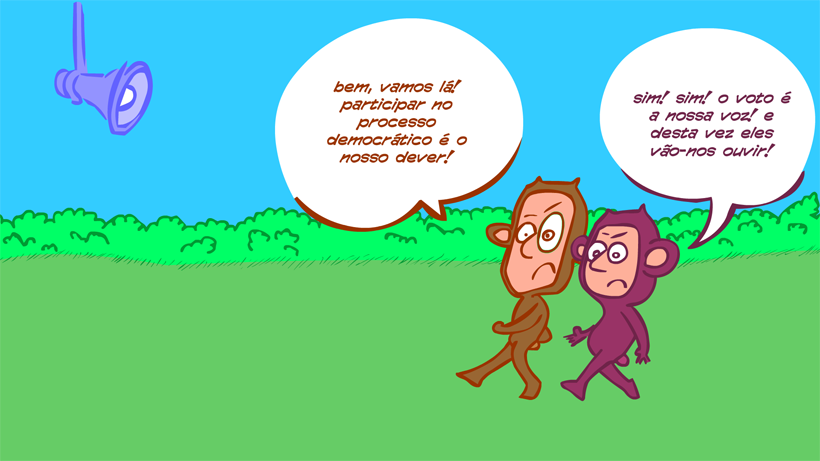 bem, vamos lá!
participar no
processo
democrático é o
nosso dever!
sim! sim! o voto é
a nossa voz! e
desta vez eles
vão-nos ouvir!